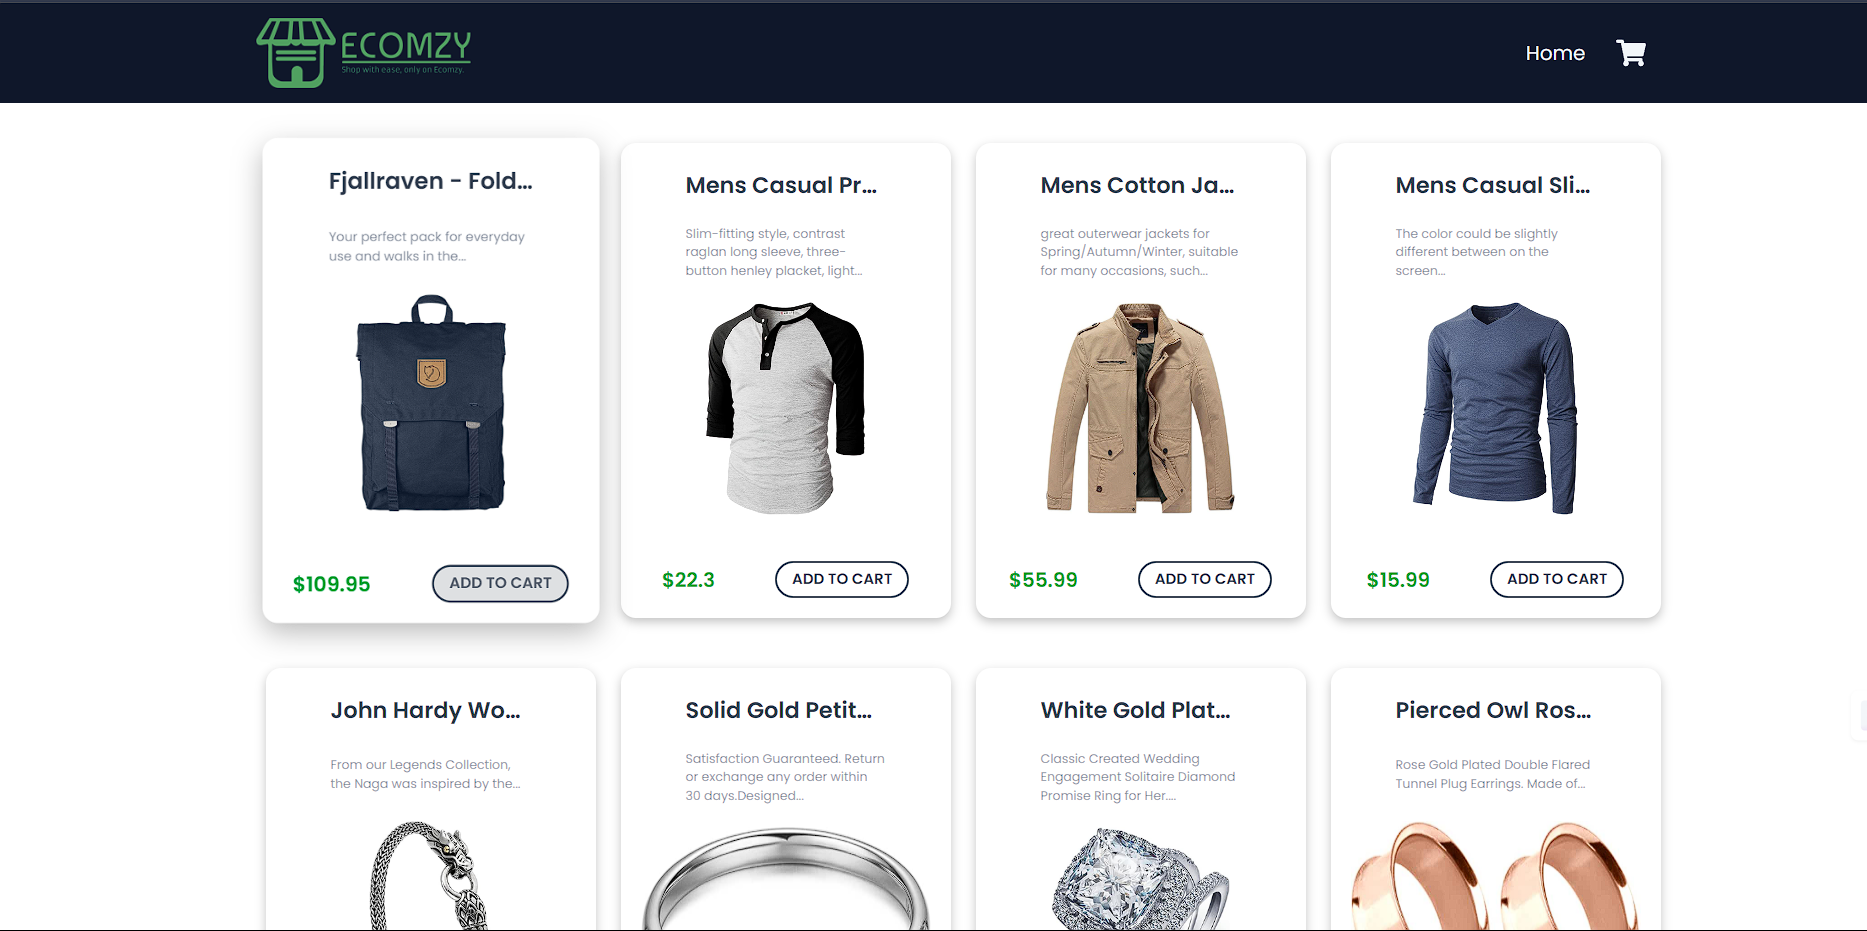 ECOMZY
Shop with ease, only on Ecomzy.
Home
Fjallraven - Fold...
Your perfect pack for everyday
use and walks in the...
$109.95
ADD TO CART
Mens Casual Pr...
Slim-fitting style, contrast
raglan long sleeve, three-
button henley placket, light...
$22.3
ADD TO CART
Mens Cotton Ja...
great outerwear jackets for
Spring/Autumn/Winter, suitable
for many occasions, such...
$55.99
ADD TO CART
Mens Casual Sli...
The color could be slightly
different between on the
screen...
$15.99
ADD TO CART
John Hardy Wo...
From our Legends Collection,
the Naga was inspired by the...
Solid Gold Petit...
Satisfaction Guaranteed. Return
or exchange any order within
30 days.Designed...
White Gold Plat...
Classic Created Wedding
Engagement Solitaire Diamond
Promise Ring for Her....
Pierced Owl Ros...
Rose Gold Plated Double Flared
Tunnel Plug Earrings. Made of...